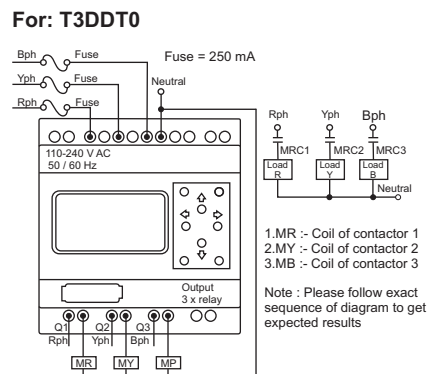 For: T3DDT0
Bph Fuse Fuse = 250 mA
Yph Fuse Neutral
Rph Fuse
Rph Yph Bph
MRC1 MRC2 MRC3
Load R Load Y Load B
Neutral
110-240 V AC
50 / 60 Hz
1.MR :- Coil of contactor 1
2.MY :- Coil of contactor 2
3.MB :- Coil of contactor 3
Output
3 x relay
Note : Please follow exact
sequence of diagram to get
expected results
Q1 Q2 Q3
Rph Yph Bph
MR MY MP